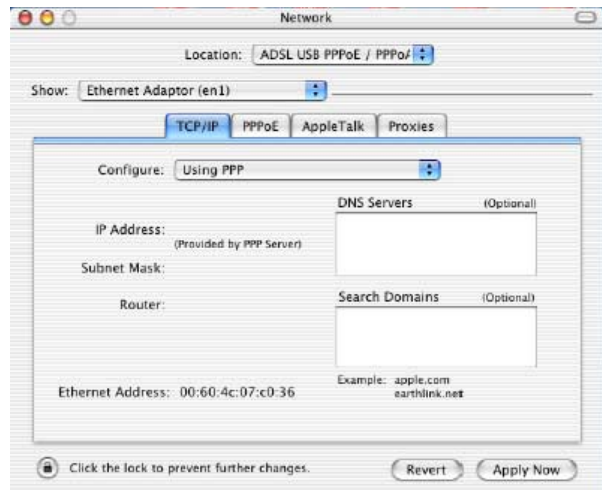 Network
Location: ADSL USB PPPoE / PPPoA
Show: Ethernet Adaptor (en1)
TCP/IP PPPoE AppleTalk Proxies
Configure: Using PPP
DNS Servers (Optional)
IP Address:
(Provided by PPP Server)
Subnet Mask:
Router:
Search Domains (Optional)
Example: apple.com
earthlink.net
Ethernet Address: 00:60:4c:07:c0:36
Click the lock to prevent further changes.
Revert Apply Now